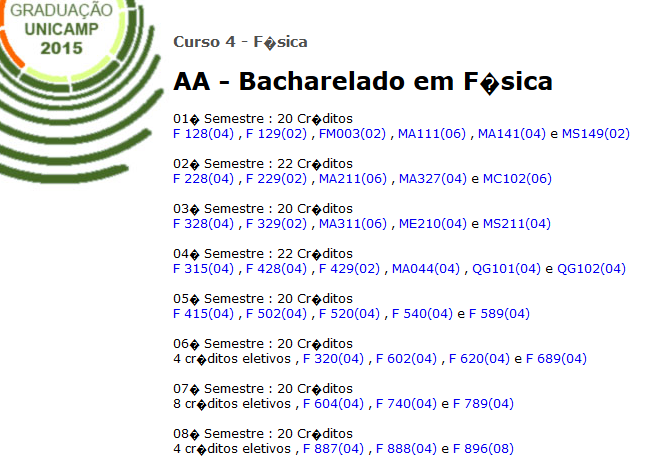 GRADUAÇÃO
UNICAMP
2015
Curso 4 - F�sica
AA - Bacharelado em F�sica
01� Semestre : 20 Cr�ditos
F 128(04) , F 129(02) , FM003(02) , MA111(06) , MA141(04) e MS149(02)
02� Semestre : 22 Cr�ditos
F 228(04) , F 229(02) , MA211(06) , MA327(04) e MC102(06)
03� Semestre : 20 Cr�ditos
F 328(04) , F 329(02) , MA311(06) , ME210(04) e MS211(04)
04� Semestre : 22 Cr�ditos
F 315(04) , F 428(04) , F 429(02) , MA044(04) , QG101(04) e QG102(04)
05� Semestre : 20 Cr�ditos
F 415(04) , F 502(04) , F 520(04) , F 540(04) e F 589(04)
06� Semestre : 20 Cr�ditos
4 cr�ditos eletivos , F 320(04) , F 602(04) , F 620(04) e F 689(04)
07� Semestre : 20 Cr�ditos
8 cr�ditos eletivos , F 604(04) , F 740(04) e F 789(04)
08� Semestre : 20 Cr�ditos
4 cr�ditos eletivos , F 887(04) , F 888(04) e F 896(08)